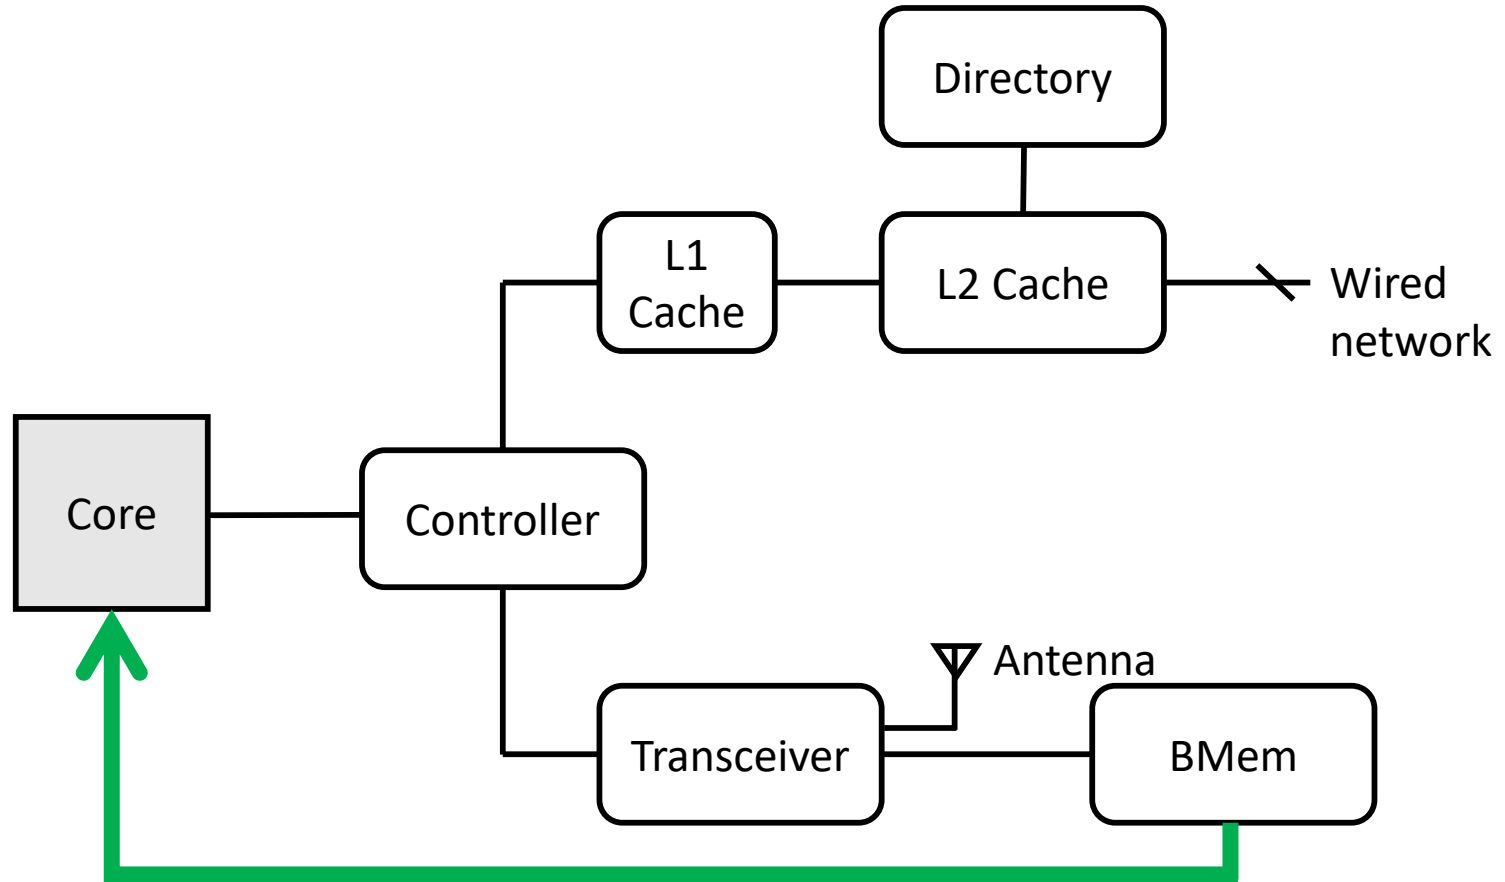 Directory
L1
Cache
L2 Cache
Wired
network
Core
Controller
Antenna
Transceiver
BMem